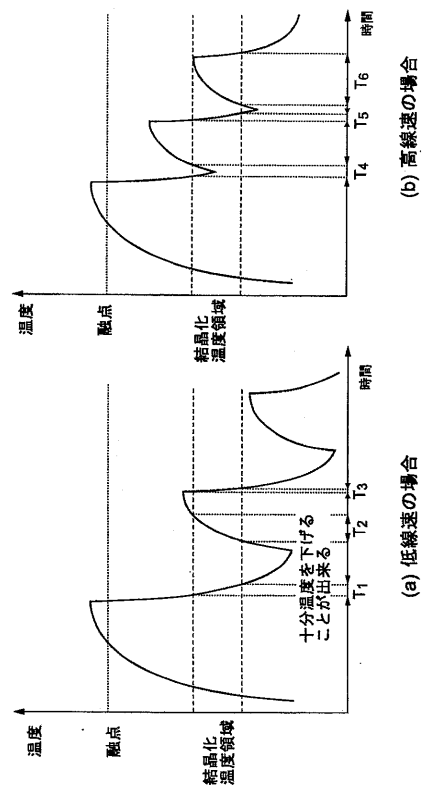 温度
融点
結晶化
温度領域
十分温度を下げる
ことが出来る
T1
T2
T3
時間
(a) 低線速の場合
温度
融点
結晶化
温度領域
T4
T5
T6
時間
(b) 高線速の場合